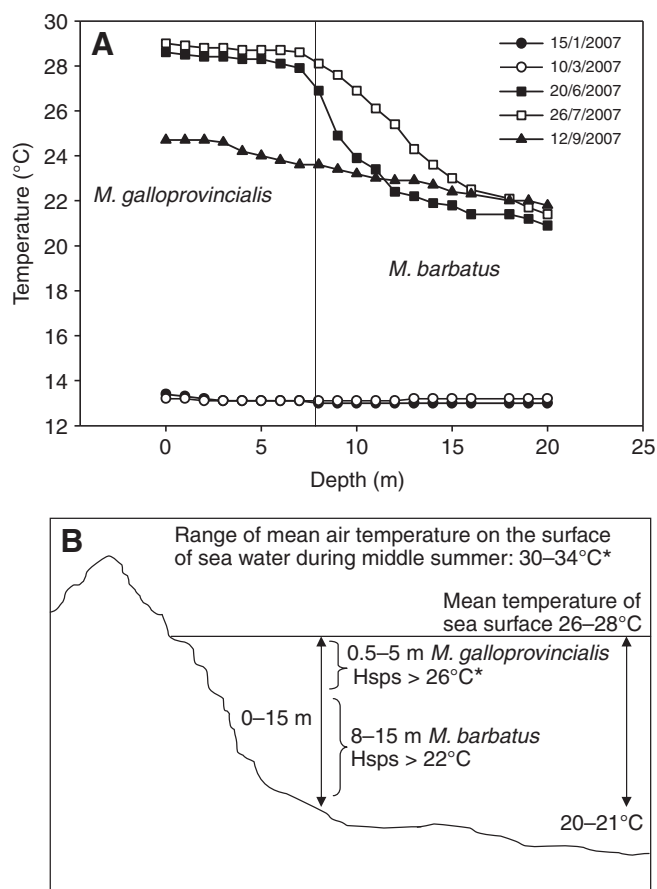 A
30
28
26
24
22
20
18
16
14
12
Temperature (°C)
15/1/2007
10/3/2007
20/6/2007
26/7/2007
12/9/2007
M. galloprovincialis
M. barbatus
0
5
10
15
20
25
Depth (m)
B
Range of mean air temperature on the surface
of sea water during middle summer: 30–34°C*
Mean temperature of
sea surface 26–28°C
0.5–5 m M. galloprovincialis
Hsps > 26°C*
0–15 m
8–15 m M. barbatus
Hsps > 22°C
20–21°C